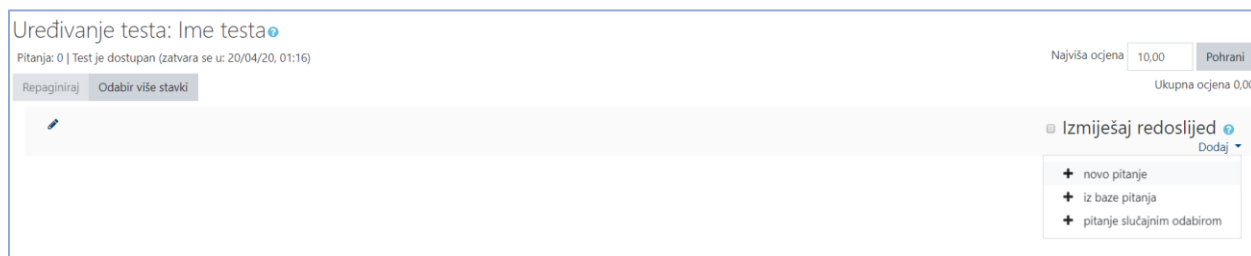 Uređivanje testa: Ime testa
Pitanja: 0 | Test je dostupan (zatvara se u: 20/04/20, 01:16)
Najviša ocjena 10,00 Pohrani
Repaginiraj Odabir više stavki
Ukupna ocjena 0,00
Izmiješaj redoslijed
Dodaj
novo pitanje
iz baze pitanja
pitanje slučajnim odabirom